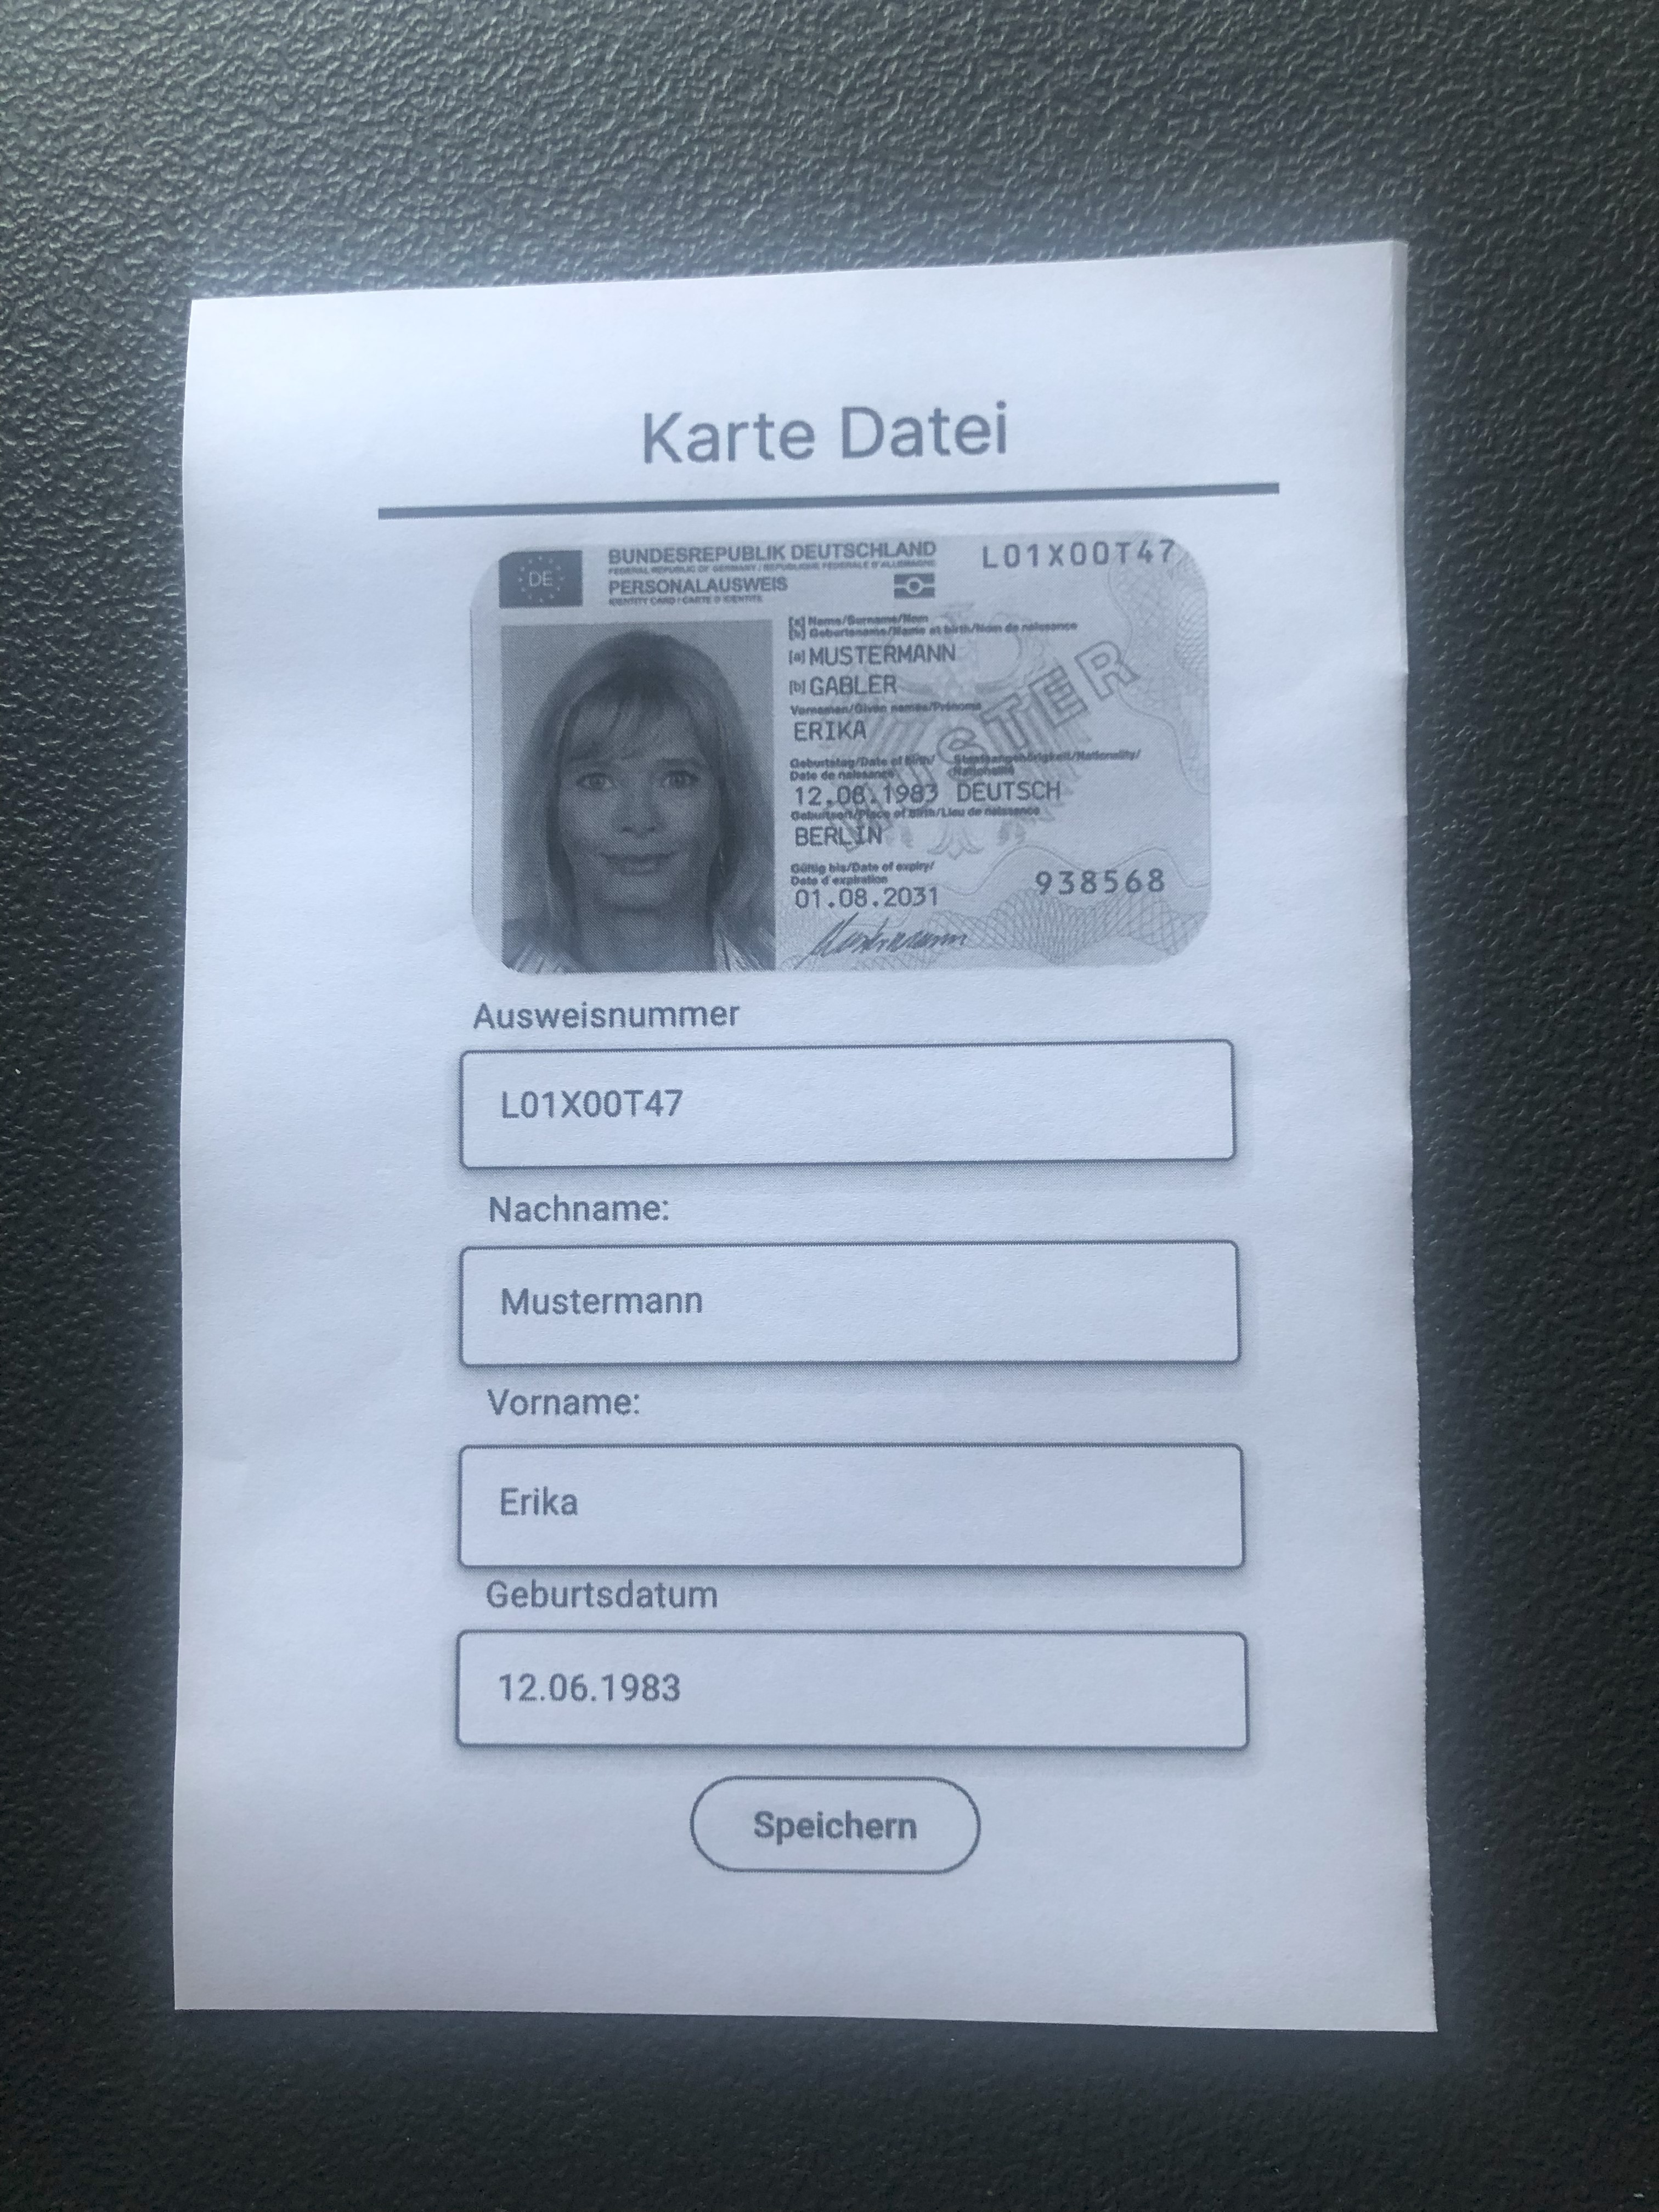 Karte Datei
DE
BUNDESREPUBLIK DEUTSCHLAND
FEDERAL REPUBLIC OF GERMANY / REPUBLIQUE FEDERALE D'ALLEMAGNE
PERSONALAUSWEIS
IDENTITY CARD / CARTE D'IDENTITE
L01X00T47
[a] Name/Surname/Nom
[b] Geburtsname/Name at birth/Nom de naissance
[a] MUSTERMANN
[b] GABLER
Vornamen/Given names/Prénoms
ERIKA
Geburtstag/Date of birth/
Date de naissance
Staatsangehörigkeit/Nationality/
Nationalité
12.08.1983 DEUTSCH
Geburtsort/Place of birth/Lieu de naissance
BERLIN
Gültig bis/Date of expiry/
Date d'expiration
01.08.2031
938568
Mustermann
MUSTER
Ausweisnummer
L01X00T47
Nachname:
Mustermann
Vorname:
Erika
Geburtsdatum
12.06.1983
Speichern